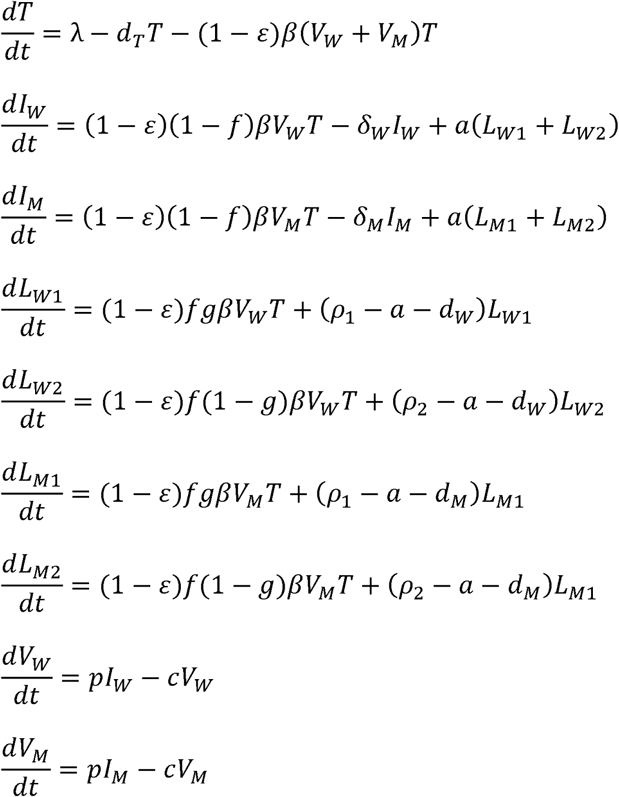 dT/dt = λ − d_T T − (1 − ε)β(V_W + V_M)T
dI_W/dt = (1 − ε)(1 − f)βV_W T − δ_W I_W + a(L_W1 + L_W2)
dI_M/dt = (1 − ε)(1 − f)βV_M T − δ_M I_M + a(L_M1 + L_M2)
dL_W1/dt = (1 − ε)fgβV_W T + (ρ_1 − a − d_W)L_W1
dL_W2/dt = (1 − ε)f(1 − g)βV_W T + (ρ_2 − a − d_W)L_W2
dL_M1/dt = (1 − ε)fgβV_M T + (ρ_1 − a − d_M)L_M1
dL_M2/dt = (1 − ε)f(1 − g)βV_M T + (ρ_2 − a − d_M)L_M1
dV_W/dt = pI_W − cV_W
dV_M/dt = pI_M − cV_M